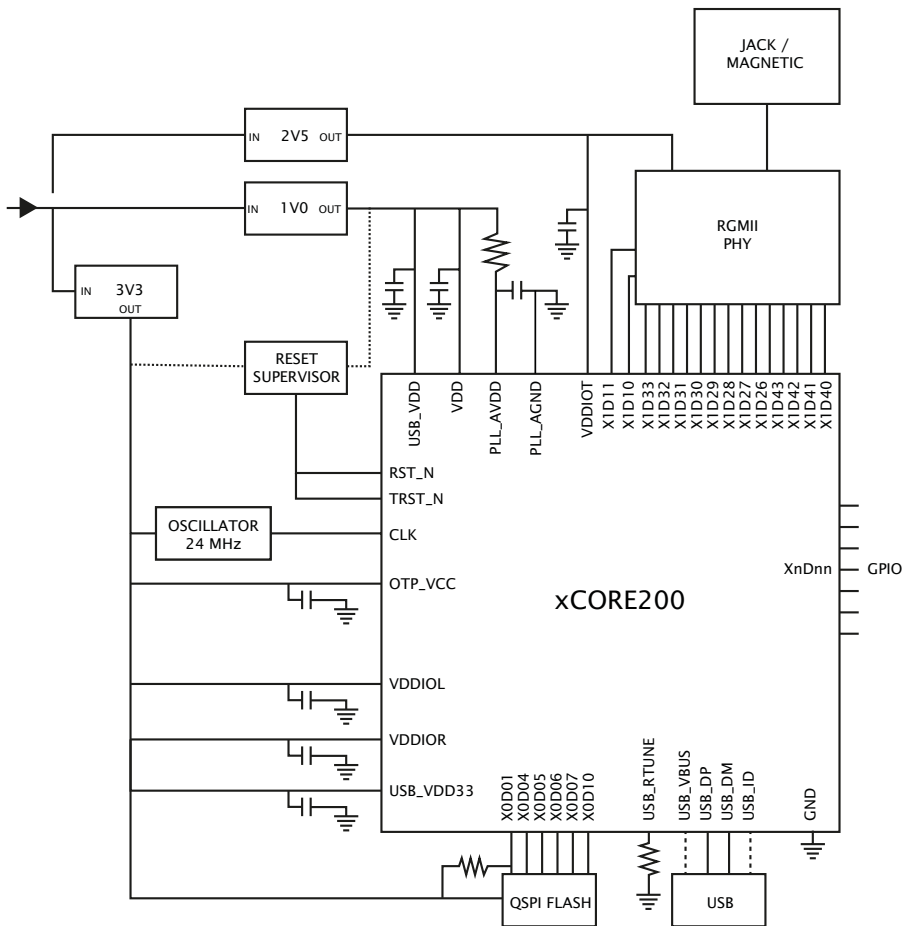 JACK /
MAGNETIC
IN 2V5 OUT
IN 1V0 OUT
RGMII
PHY
IN 3V3
OUT
RESET
SUPERVISOR
USB_VDD
VDD
PLL_AVDD
PLL_AGND
VDDIOT
X1D11
X1D10
X1D33
X1D32
X1D31
X1D30
X1D29
X1D28
X1D27
X1D26
X1D43
X1D42
X1D41
X1D40
RST_N
TRST_N
OSCILLATOR
24 MHz
CLK
XnDnn GPIO
OTP_VCC
xCORE200
VDDIOL
VDDIOR
USB_VDD33
X0D01
X0D04
X0D05
X0D06
X0D07
X0D10
USB_RTUNE
USB_VBUS
USB_DP
USB_DM
USB_ID
GND
QSPI FLASH
USB